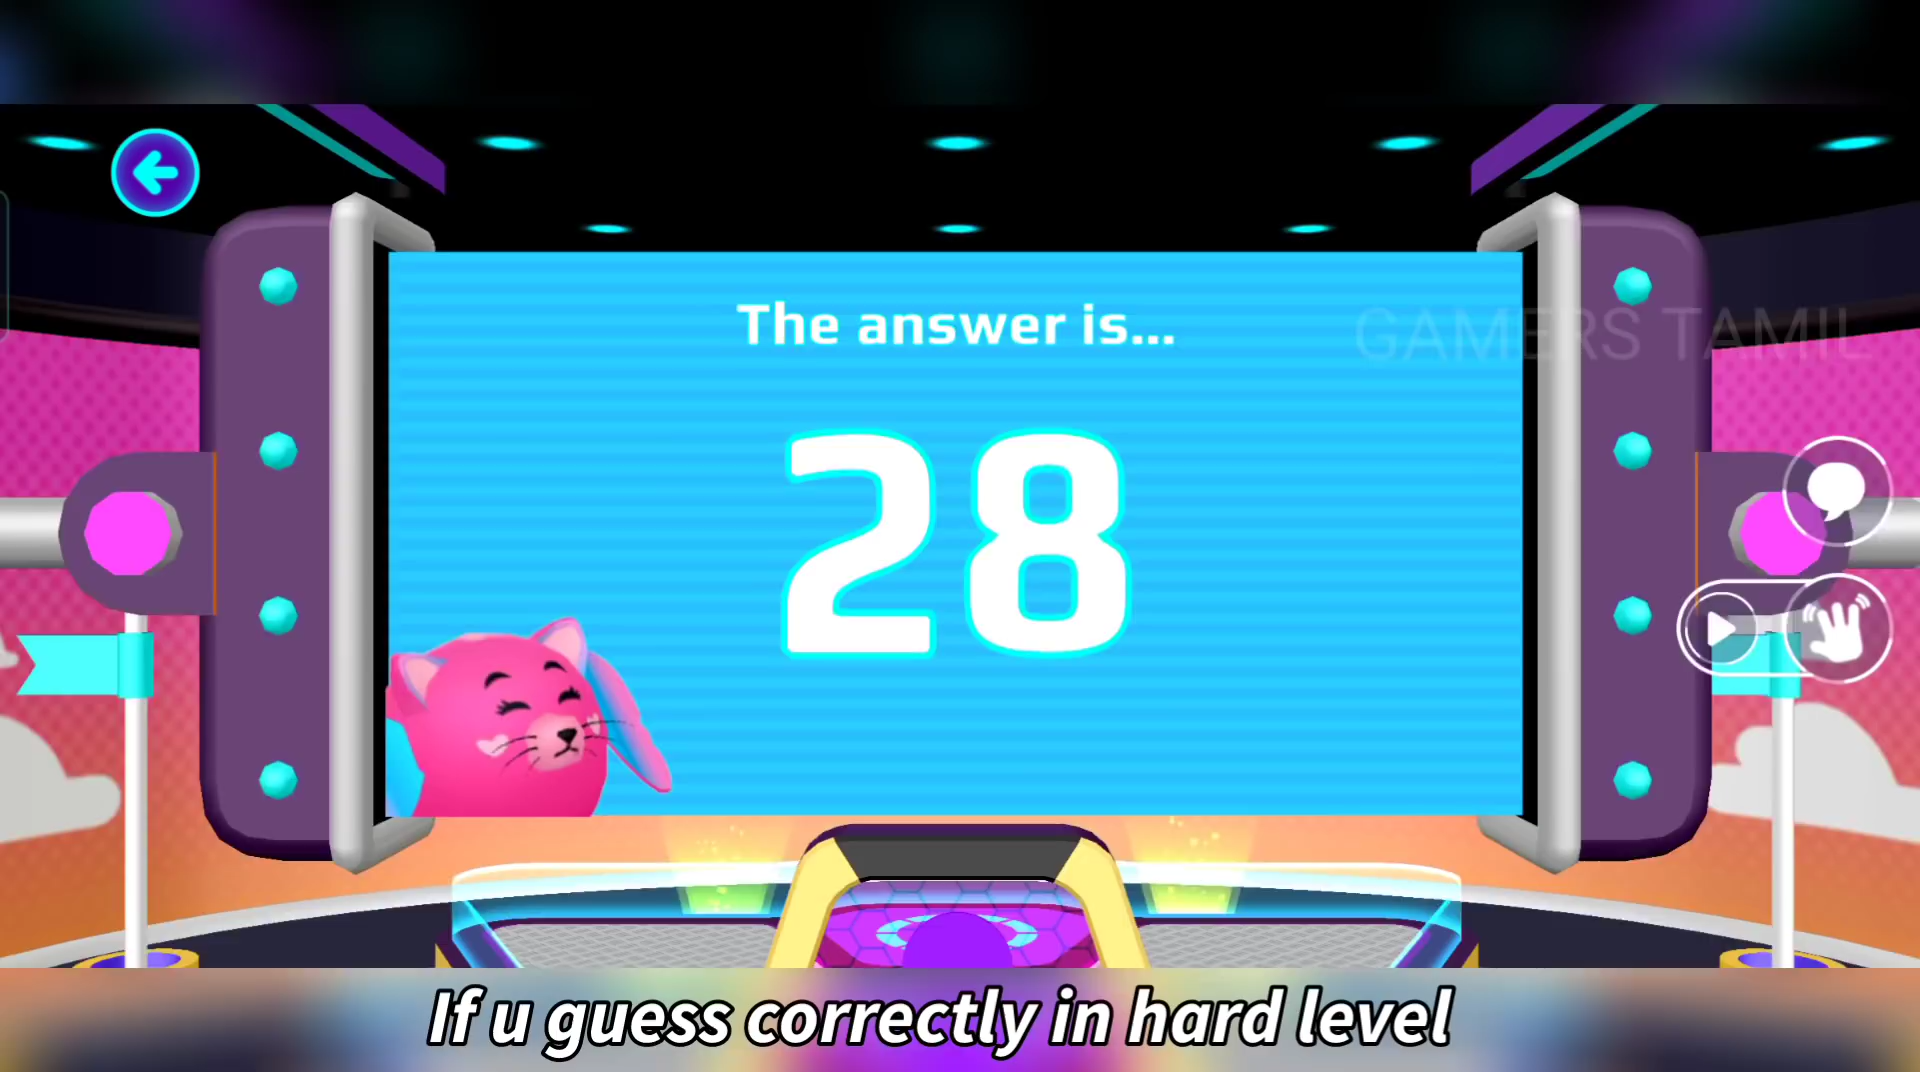 The answer is...
GAMERS TAMIL
28
If u guess correctly in hard level